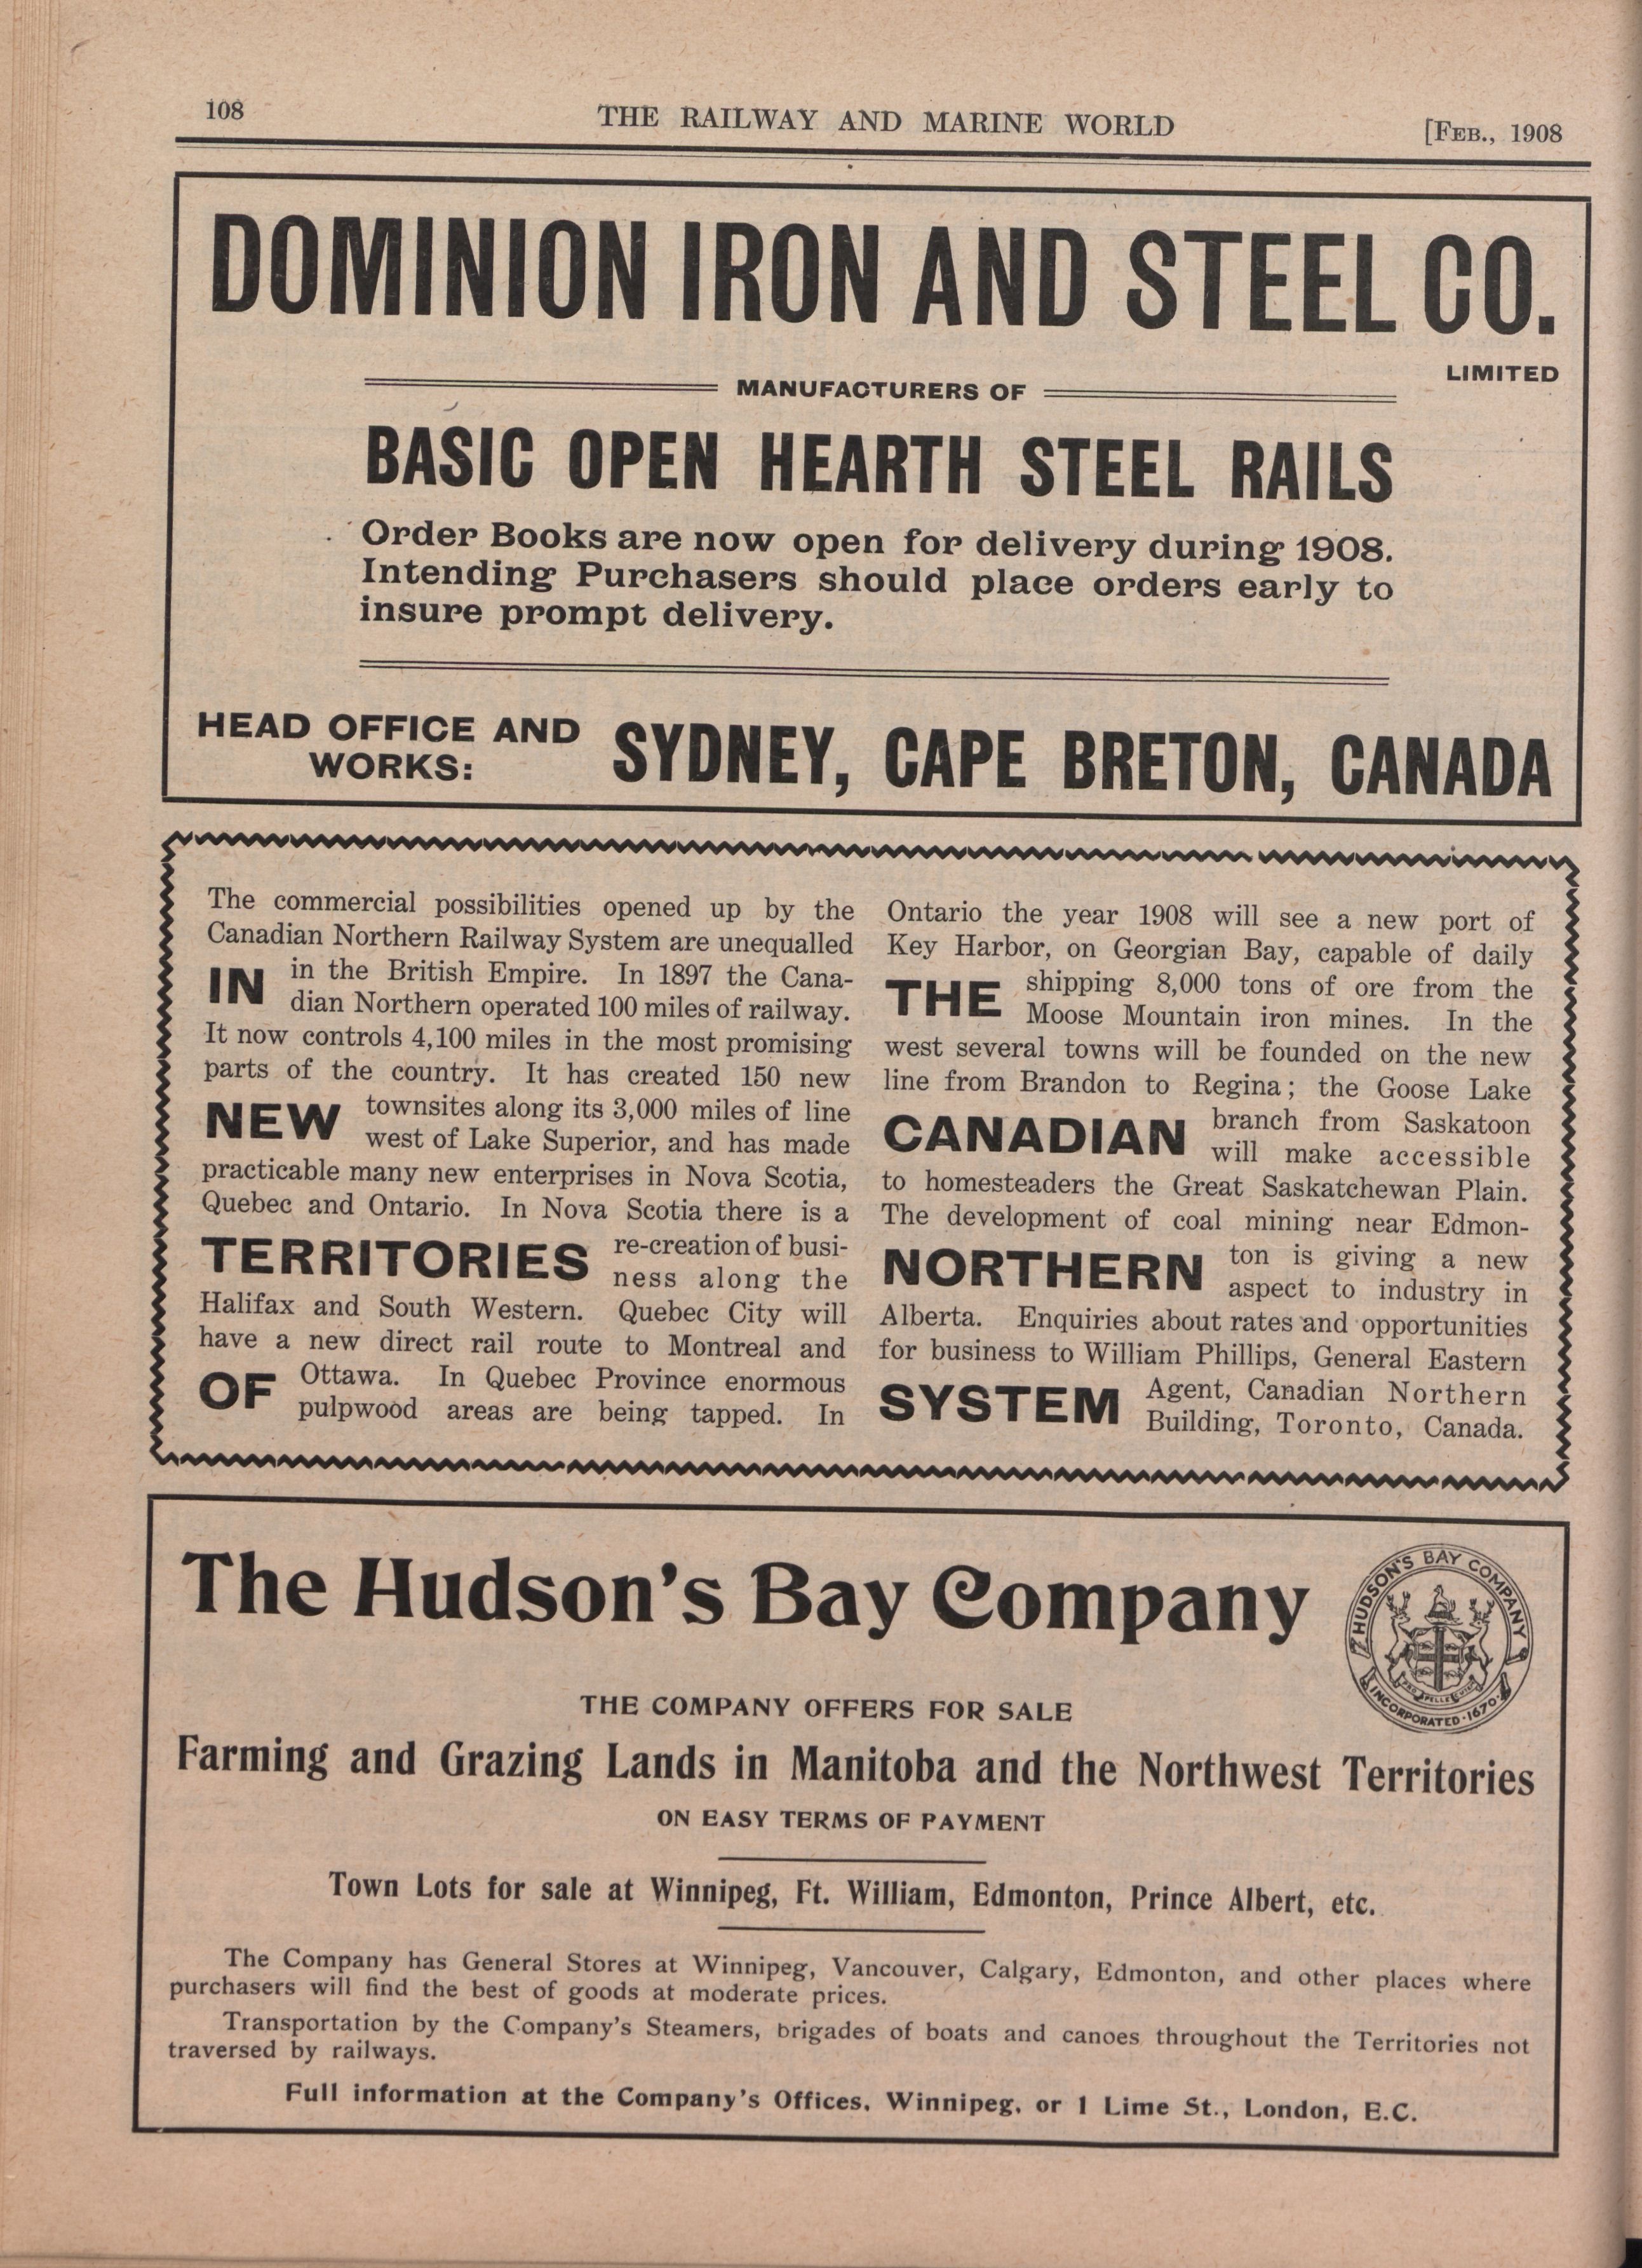 108
THE RAILWAY AND MARINE WORLD
[FEB., 1908
DOMINION IRON AND STEEL CO.
LIMITED
MANUFACTURERS OF
BASIC OPEN HEARTH STEEL RAILS
Order Books are now open for delivery during 1908.
Intending Purchasers should place orders early to
insure prompt delivery.
HEAD OFFICE AND
WORKS:
SYDNEY, CAPE BRETON, CANADA
The commercial possibilities opened up by the
Canadian Northern Railway System are unequalled
IN
in the British Empire. In 1897 the Cana-
dian Northern operated 100 miles of railway.
It now controls 4,100 miles in the most promising
parts of the country. It has created 150 new
NEW
townsites along its 3,000 miles of line
west of Lake Superior, and has made
practicable many new enterprises in Nova Scotia,
Quebec and Ontario. In Nova Scotia there is a
TERRITORIES
re-creation of busi-
ness along the
Halifax and South Western. Quebec City will
have a new direct rail route to Montreal and
OF
Ottawa. In Quebec Province enormous
pulpwood areas are being tapped. In
Ontario the year 1908 will see a new port of
Key Harbor, on Georgian Bay, capable of daily
THE
shipping 8,000 tons of ore from the
Moose Mountain iron mines. In the
west several towns will be founded on the new
line from Brandon to Regina; the Goose Lake
CANADIAN
branch from Saskatoon
will make accessible
to homesteaders the Great Saskatchewan Plain.
The development of coal mining near Edmon-
NORTHERN
ton is giving a new
aspect to industry in
Alberta. Enquiries about rates and opportunities
for business to William Phillips, General Eastern
SYSTEM
Agent, Canadian Northern
Building, Toronto, Canada.
The Hudson's Bay Company
HUDSON'S BAY COMPANY
INCORPORATED · 1670
THE COMPANY OFFERS FOR SALE
Farming and Grazing Lands in Manitoba and the Northwest Territories
ON EASY TERMS OF PAYMENT
Town Lots for sale at Winnipeg, Ft. William, Edmonton, Prince Albert, etc.
The Company has General Stores at Winnipeg, Vancouver, Calgary, Edmonton, and other places where
purchasers will find the best of goods at moderate prices.
Transportation by the Company's Steamers, brigades of boats and canoes throughout the Territories not
traversed by railways.
Full information at the Company's Offices, Winnipeg, or 1 Lime St., London, E.C.